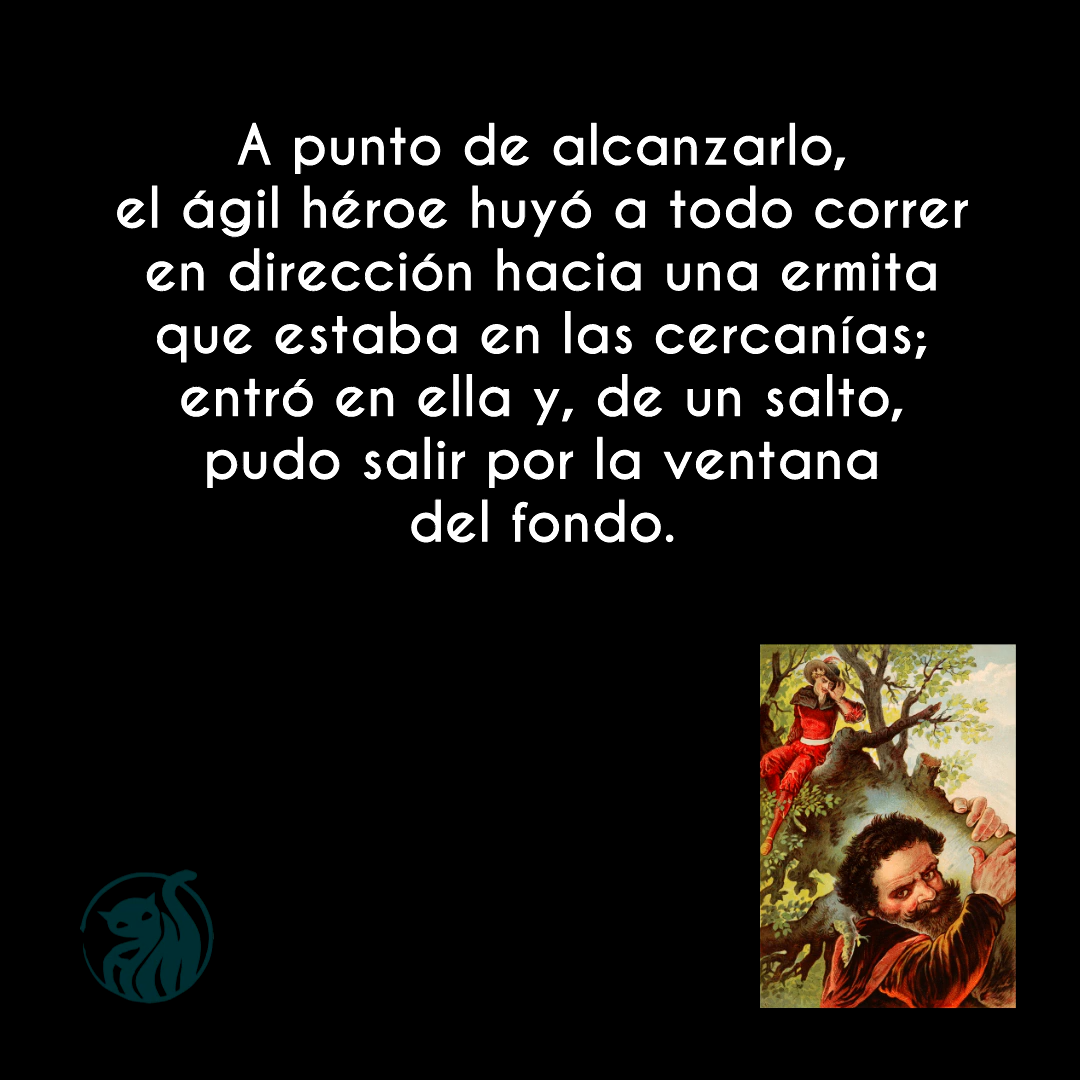 A punto de alcanzarlo,
el ágil héroe huyó a todo correr
en dirección hacia una ermita
que estaba en las cercanías;
entró en ella y, de un salto,
pudo salir por la ventana
del fondo.